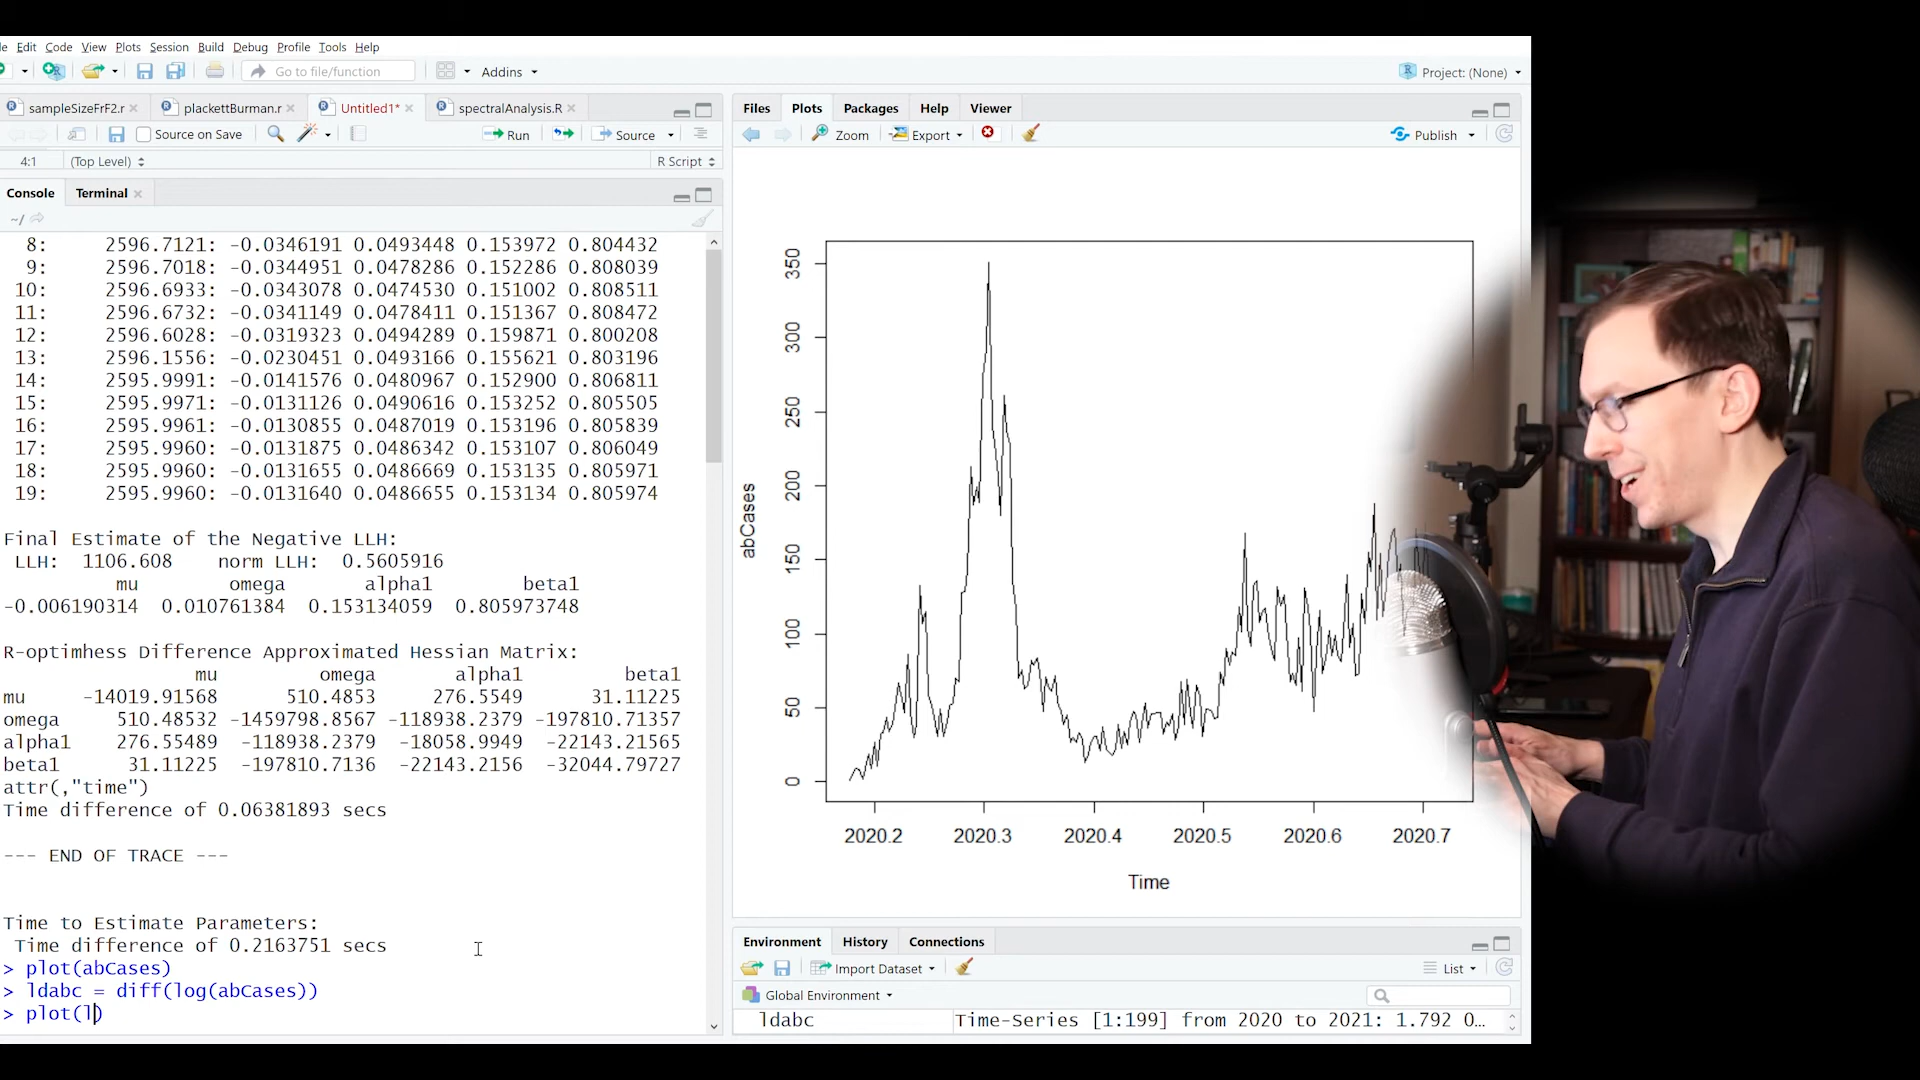 le Edit Code View Plots Session Build Debug Profile Tools Help
Go to file/function Addins Project: (None)
sampleSizeFrF2.r plackettBurman.r Untitled1* spectralAnalysis.R
Source on Save Run Source
4:1 (Top Level) R Script
Console Terminal
~/
8: 2596.7121: -0.0346191 0.0493448 0.153972 0.804432
9: 2596.7018: -0.0344951 0.0478286 0.152286 0.808039
10: 2596.6933: -0.0343078 0.0474530 0.151002 0.808511
11: 2596.6732: -0.0341149 0.0478411 0.151367 0.808472
12: 2596.6028: -0.0319323 0.0494289 0.159871 0.800208
13: 2596.1556: -0.0230451 0.0493166 0.155621 0.803196
14: 2595.9991: -0.0141576 0.0480967 0.152900 0.806811
15: 2595.9971: -0.0131126 0.0490616 0.153252 0.805505
16: 2595.9961: -0.0130855 0.0487019 0.153196 0.805839
17: 2595.9960: -0.0131875 0.0486342 0.153107 0.806049
18: 2595.9960: -0.0131655 0.0486669 0.153135 0.805971
19: 2595.9960: -0.0131640 0.0486655 0.153134 0.805974
Final Estimate of the Negative LLH:
LLH: 1106.608 norm LLH: 0.5605916
mu omega alpha1 beta1
-0.006190314 0.010761384 0.153134059 0.805973748
R-optimhess Difference Approximated Hessian Matrix:
mu omega alpha1 beta1
mu -14019.91568 510.4853 276.5549 31.11225
omega 510.48532 -1459798.8567 -118938.2379 -197810.71357
alpha1 276.55489 -118938.2379 -18058.9949 -22143.21565
beta1 31.11225 -197810.7136 -22143.2156 -32044.79727
attr(,"time")
Time difference of 0.06381893 secs
--- END OF TRACE ---
Time to Estimate Parameters:
Time difference of 0.2163751 secs
> plot(abCases)
> ldabc = diff(log(abCases))
> plot(l)
Files Plots Packages Help Viewer
Zoom Export Publish
350
300
250
200
150
100
50
0
abCases
2020.2 2020.3 2020.4 2020.5 2020.6 2020.7
Time
Environment History Connections
Import Dataset List
Global Environment
ldabc Time-Series [1:199] from 2020 to 2021: 1.792 0…